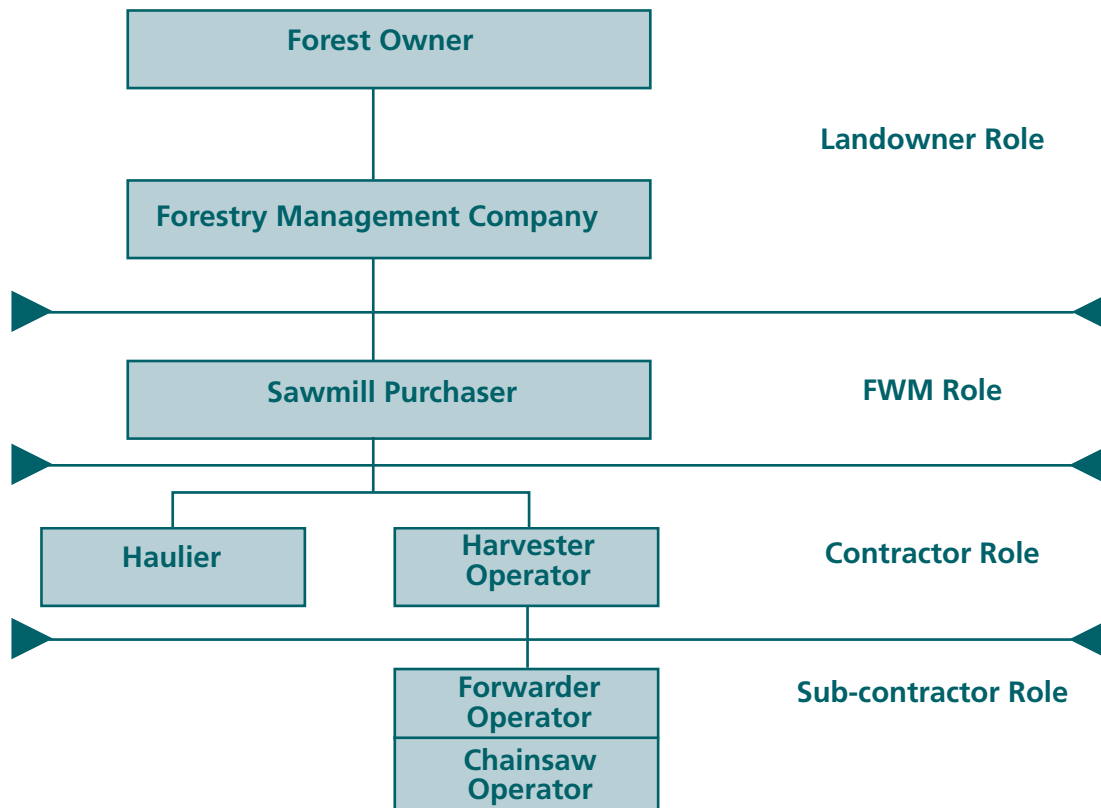 Forest Owner
Landowner Role
Forestry Management Company
Sawmill Purchaser
FWM Role
Haulier
Harvester
Operator
Contractor Role
Forwarder
Operator
Sub-contractor Role
Chainsaw
Operator